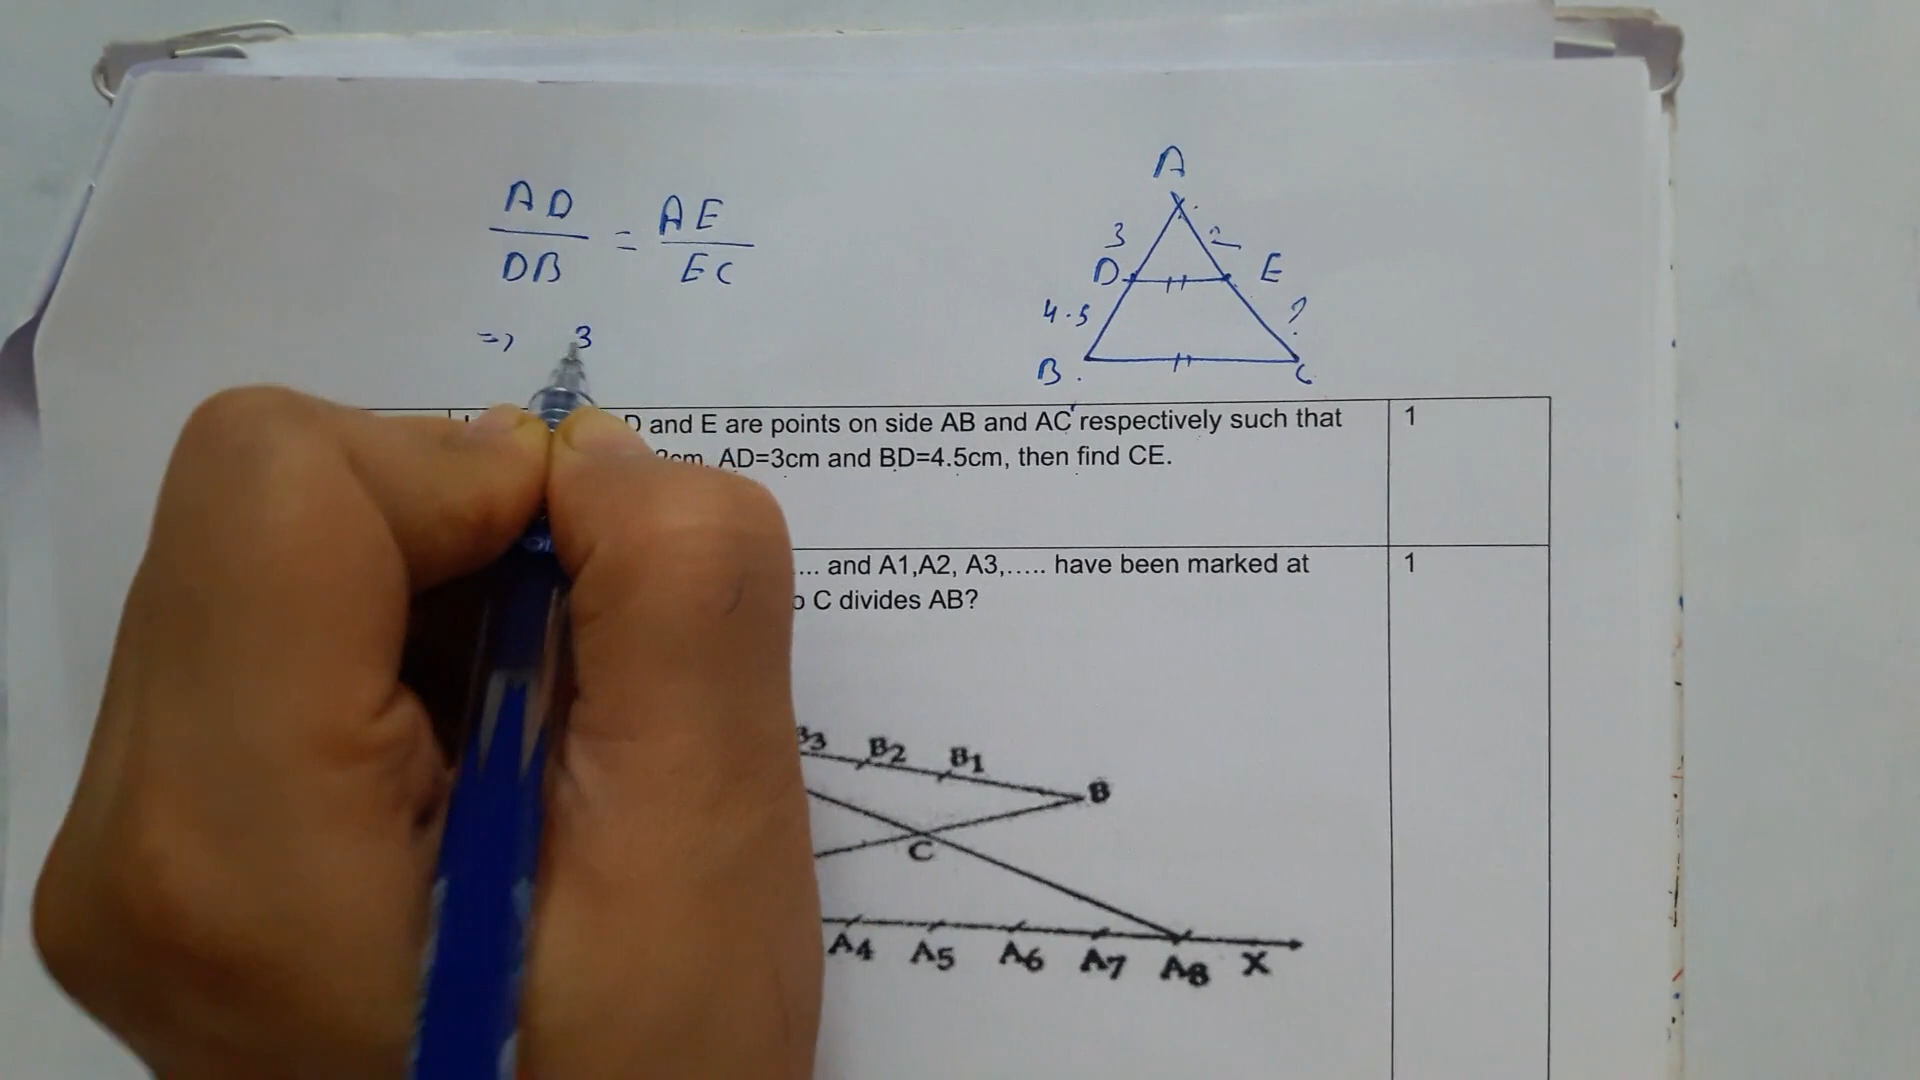 A
AD = AE
DB EC
3 2
D E
4.5 ?
=> 3
B C
D and E are points on side AB and AC respectively such that 1
AD=3cm and BD=4.5cm, then find CE.
... and A1,A2, A3,..... have been marked at 1
C divides AB?
B3 B2 B1
B
C
A4 A5 A6 A7 A8 X